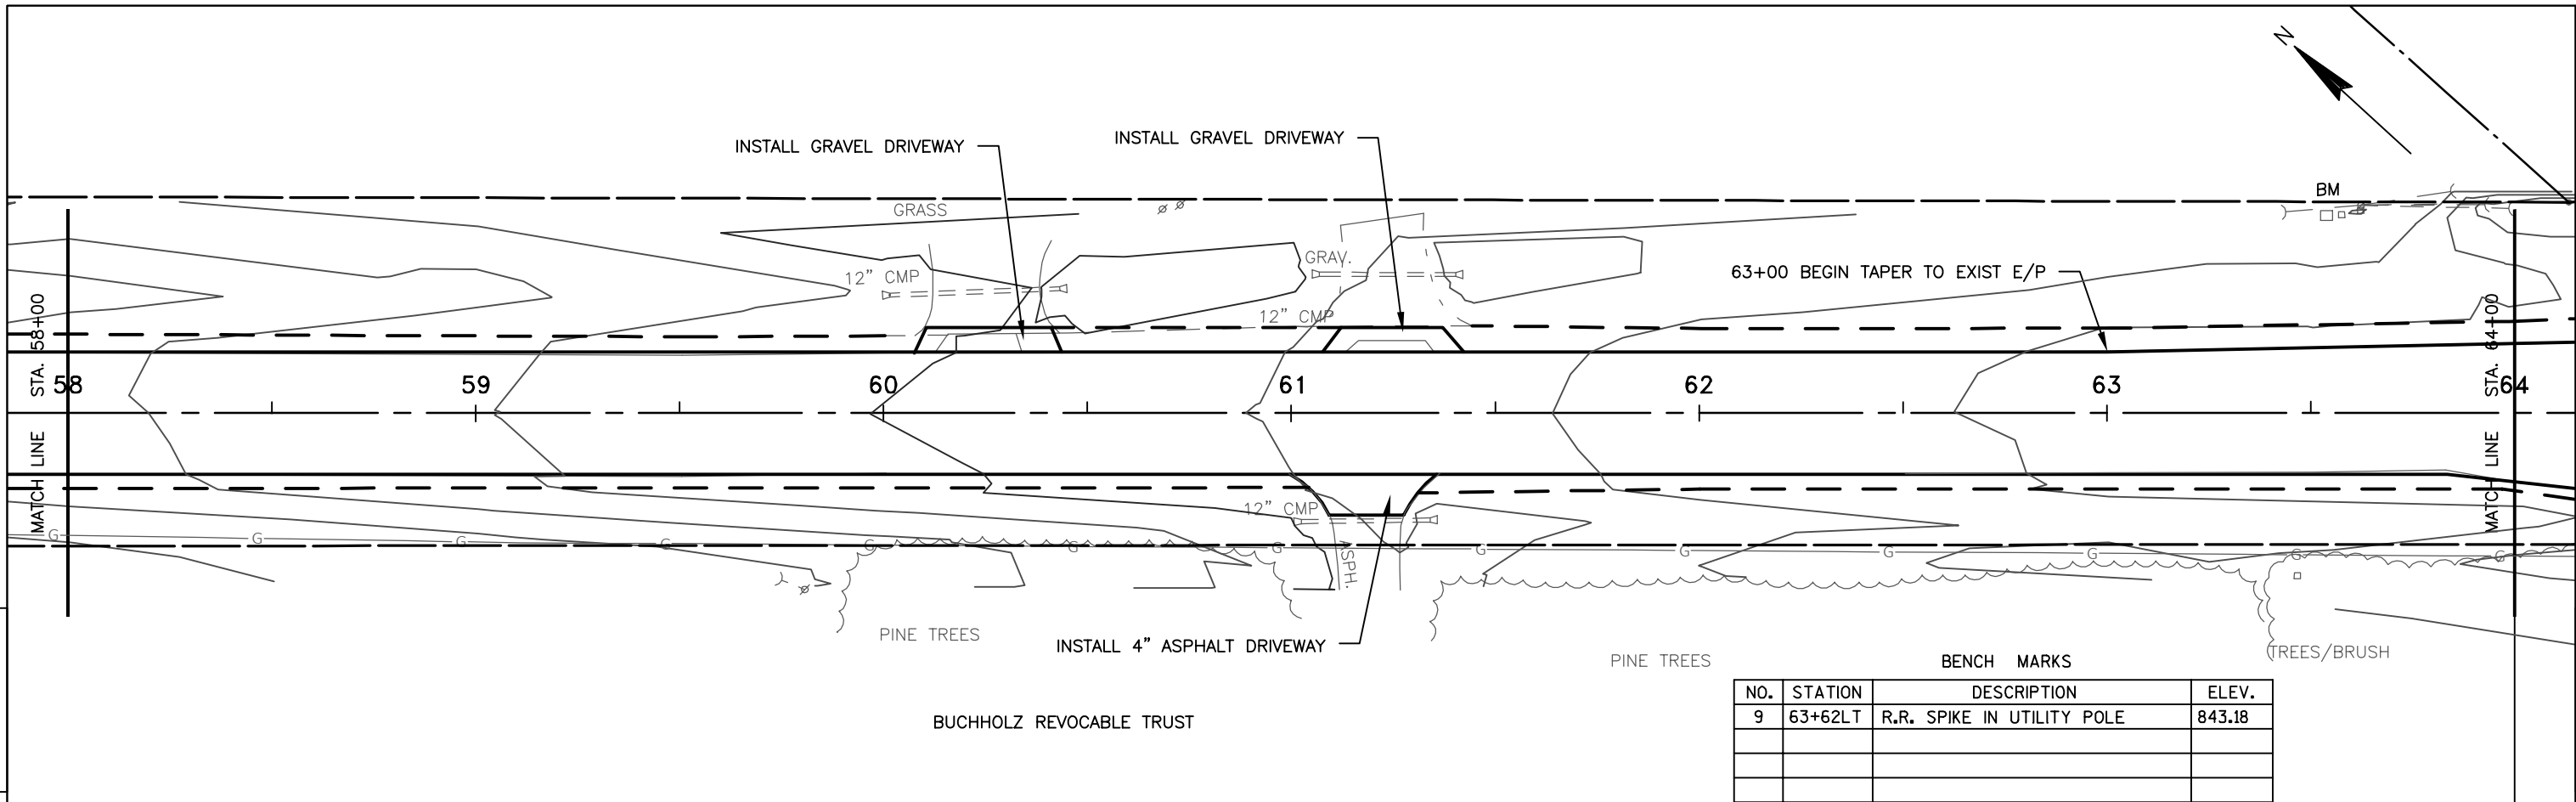 N
INSTALL GRAVEL DRIVEWAY
INSTALL GRAVEL DRIVEWAY
BM
GRASS
12" CMP
GRAV.
63+00 BEGIN TAPER TO EXIST E/P
12" CMP
MATCH LINE STA. 58+00
58
59
60
61
62
63
64
MATCH LINE STA. 64+00
12" CMP
G G G G G G G G G G G G G
ASPH.
PINE TREES
INSTALL 4" ASPHALT DRIVEWAY
PINE TREES
TREES/BRUSH
BUCHHOLZ REVOCABLE TRUST
BENCH MARKS
NO. STATION DESCRIPTION ELEV.
9 63+62LT R.R. SPIKE IN UTILITY POLE 843.18